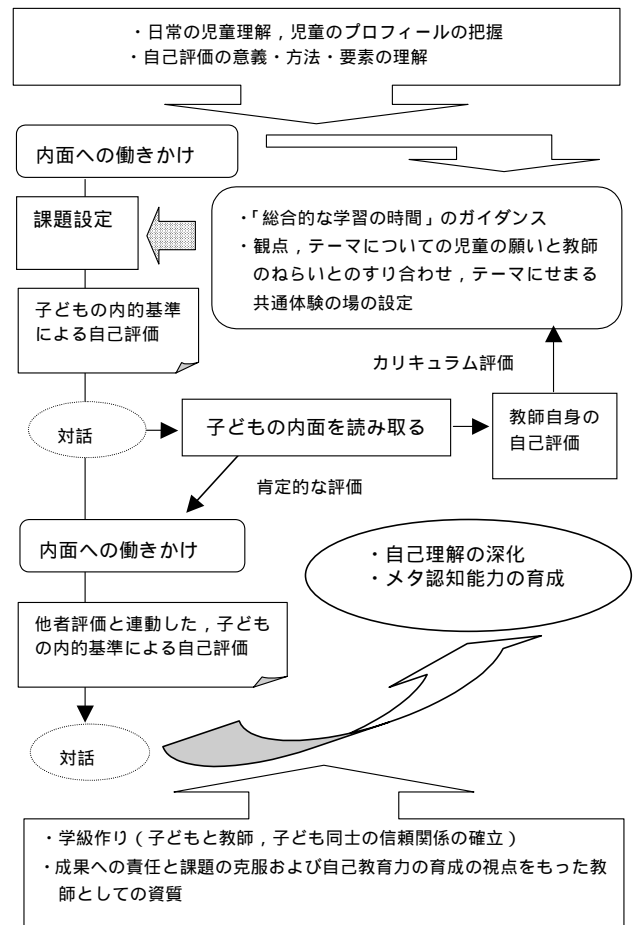 ・日常の児童理解，児童のプロフィールの把握
・自己評価の意義・方法・要素の理解
内面への働きかけ
課題設定
・「総合的な学習の時間」のガイダンス
・観点，テーマについての児童の願いと教師
のねらいとのすり合わせ，テーマにせまる
共通体験の場の設定
子どもの内的基準
による自己評価
カリキュラム評価
対話
子どもの内面を読み取る
教師自身の
自己評価
肯定的な評価
内面への働きかけ
・自己理解の深化
・メタ認知能力の育成
他者評価と連動した，子ども
の内的基準による自己評価
対話
・学級作り（子どもと教師，子ども同士の信頼関係の確立）
・成果への責任と課題の克服および自己教育力の育成の視点をもった教
師としての資質